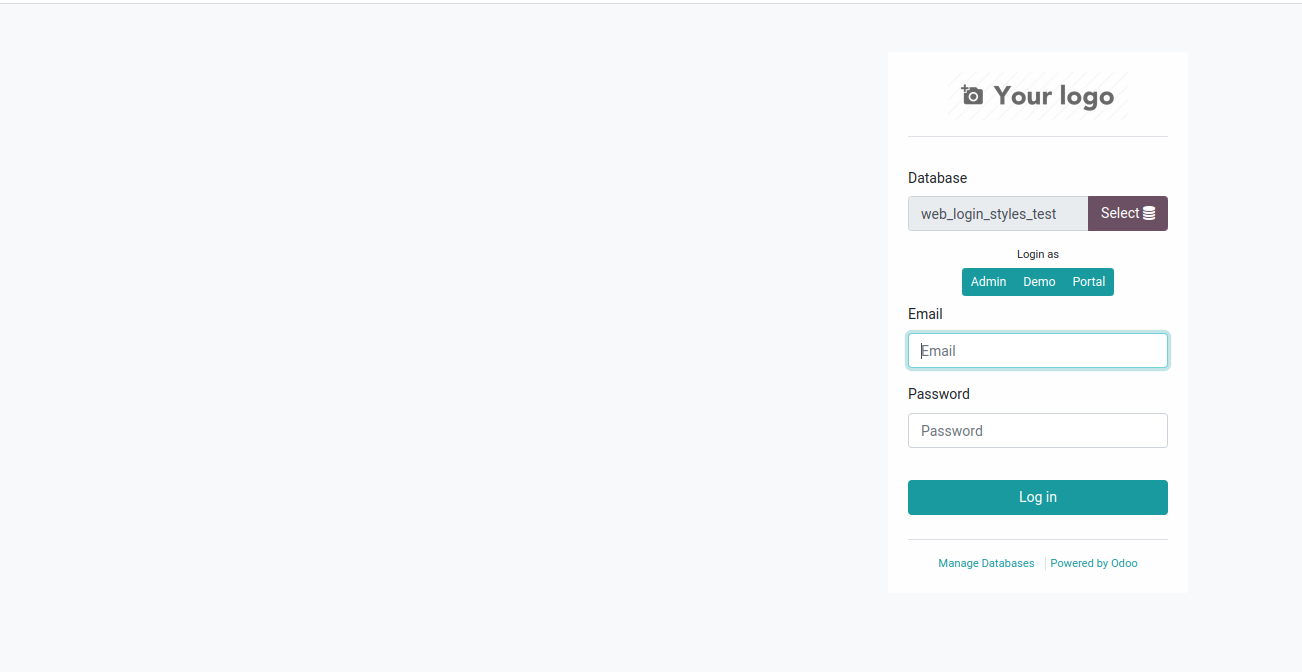 Your logo
Database
web_login_styles_test Select
Login as
Admin Demo Portal
Email
Email
Password
Password
Log in
Manage Databases Powered by Odoo